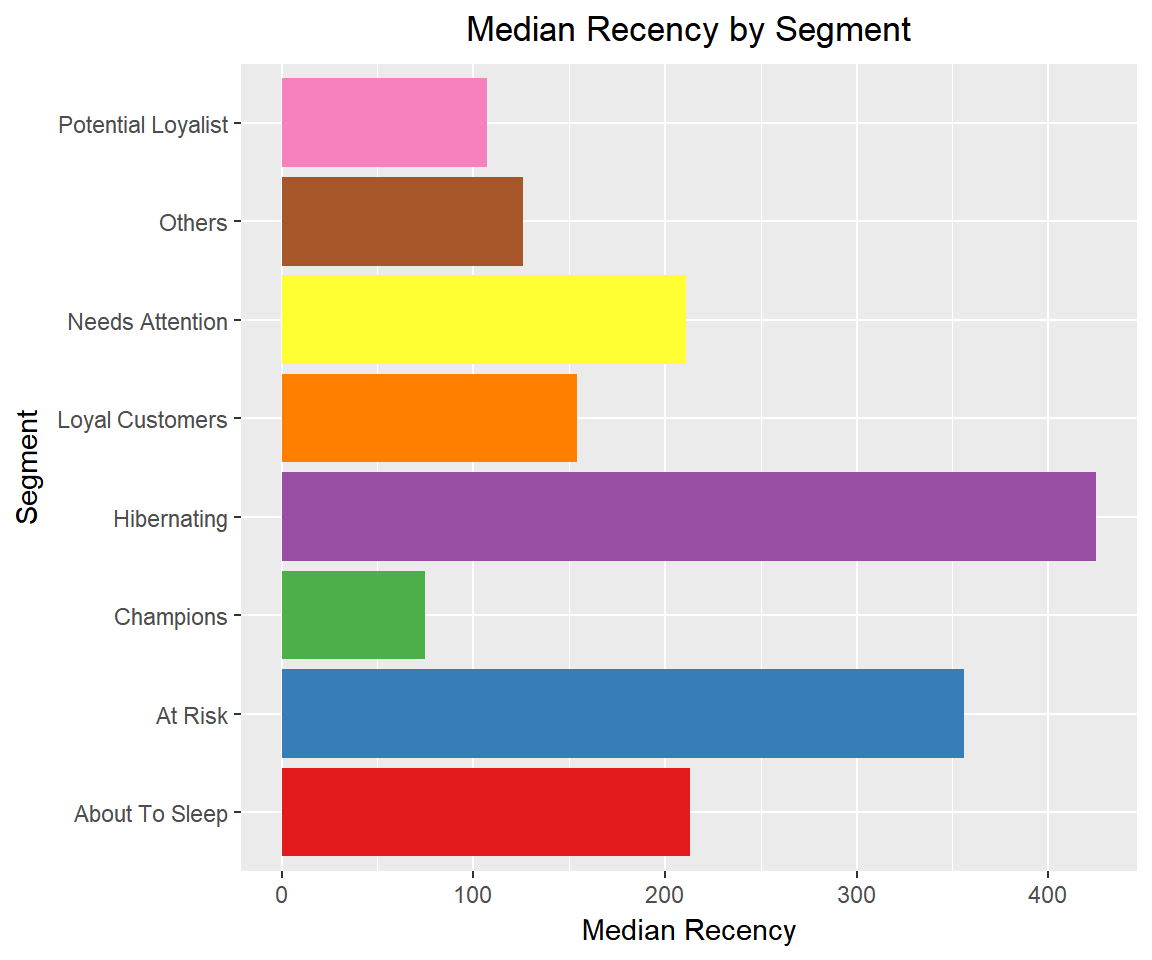 Median Recency by Segment
Potential Loyalist
Others
Needs Attention
Loyal Customers
Hibernating
Champions
At Risk
About To Sleep
Segment
0 100 200 300 400
Median Recency